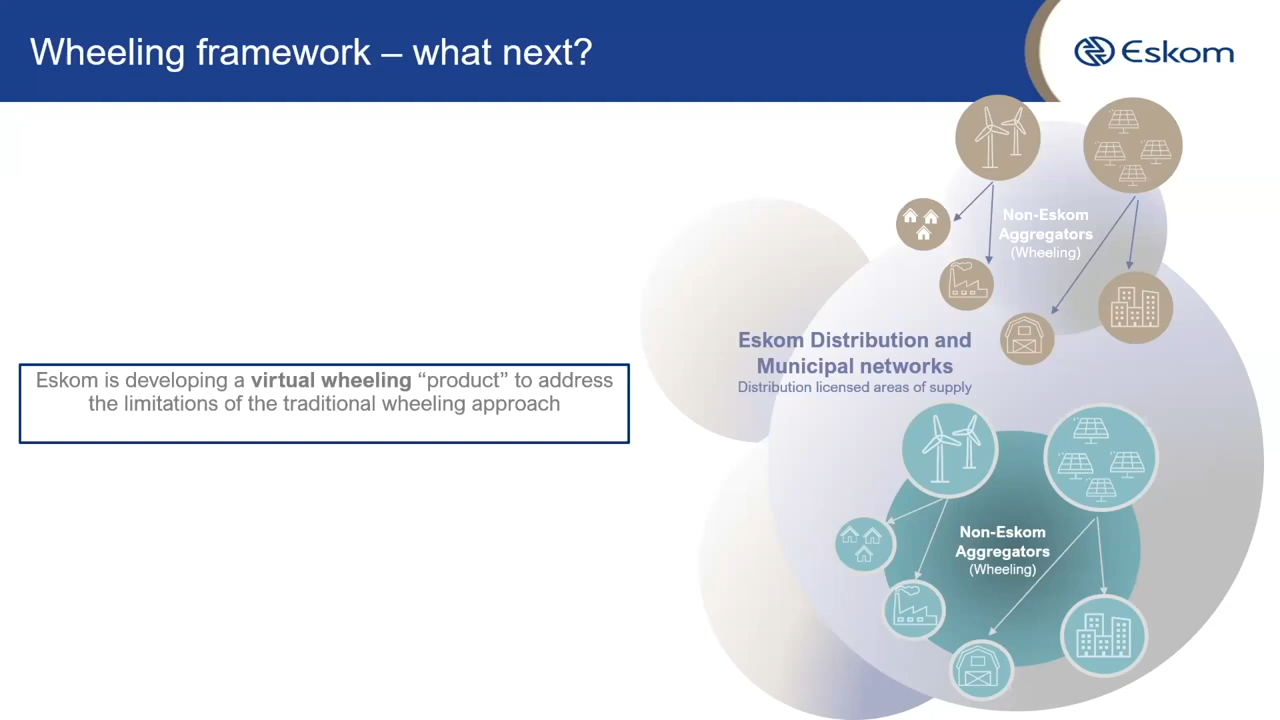 Wheeling framework – what next?
Eskom
Eskom is developing a virtual wheeling “product” to address
the limitations of the traditional wheeling approach
Non-Eskom
Aggregators
(Wheeling)
Eskom Distribution and
Municipal networks
Distribution licensed areas of supply
Non-Eskom
Aggregators
(Wheeling)